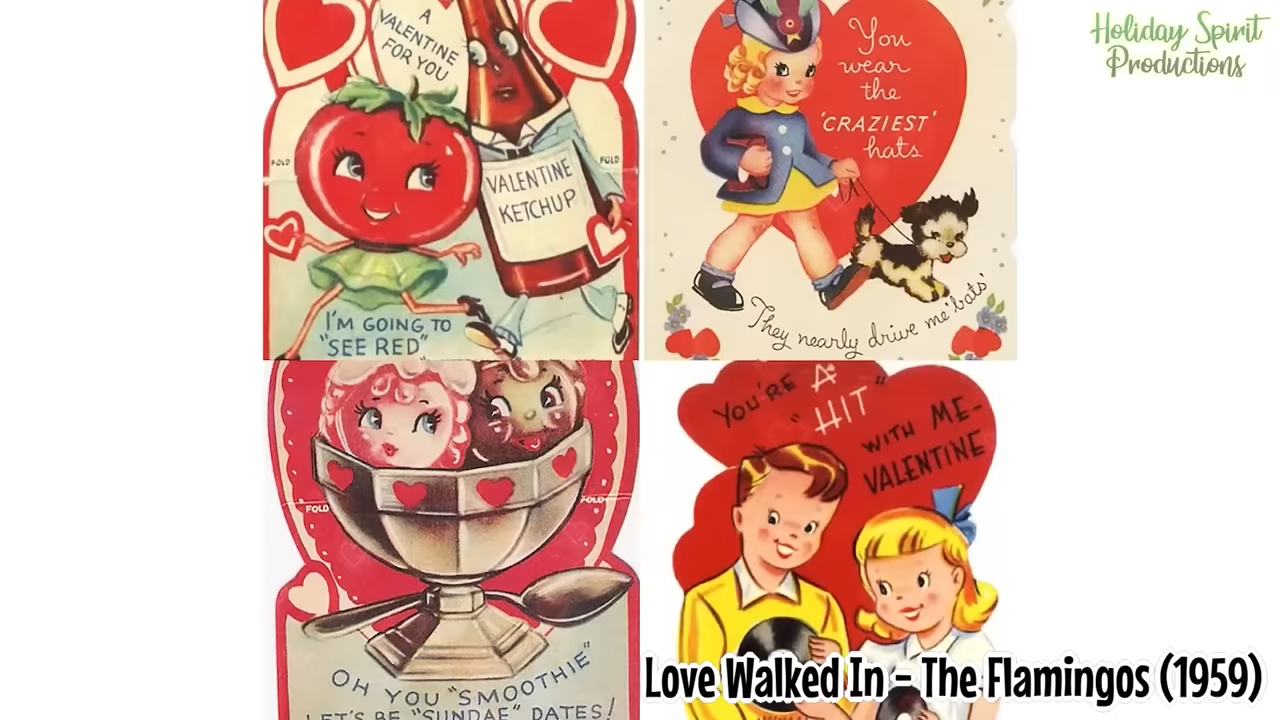 A
VALENTINE
FOR YOU
FOLD
FOLD
VALENTINE
KETCHUP
I'M GOING TO
"SEE RED"
You
wear
the
'CRAZIEST'
hats
They nearly drive me 'bats'
Holiday Spirit
Productions
FOLD
FOLD
OH YOU "SMOOTHIE"
LET'S BE "SUNDAE" DATES!
YOU'RE A
"HIT"
WITH ME-
VALENTINE
Love Walked In - The Flamingos (1959)